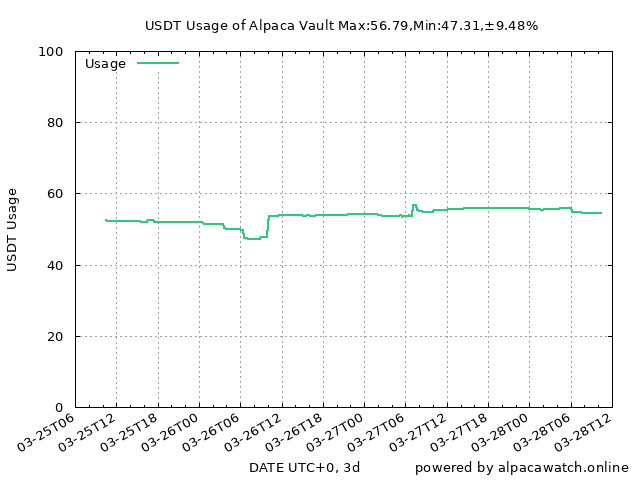 USDT Usage of Alpaca Vault Max:56.79,Min:47.31,±9.48%
Usage
100
80
60
40
20
0
USDT Usage
03-25T06
03-25T12
03-25T18
03-26T00
03-26T06
03-26T12
03-26T18
03-27T00
03-27T06
03-27T12
03-27T18
03-28T00
03-28T06
03-28T12
DATE UTC+0, 3d
powered by alpacawatch.online